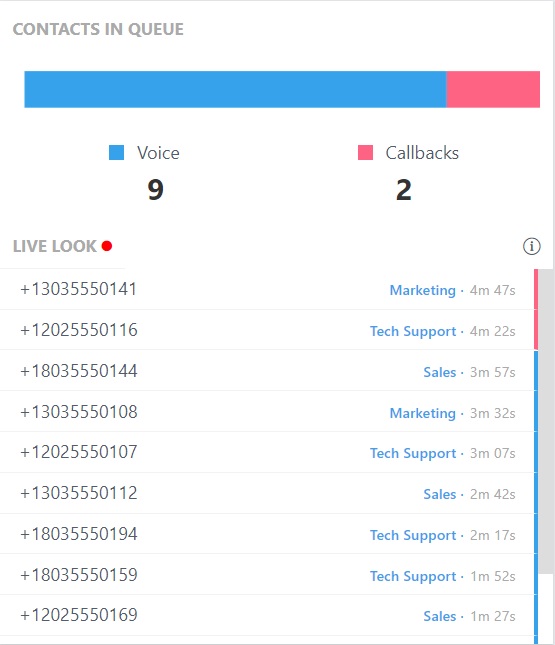 CONTACTS IN QUEUE
Voice Callbacks
9 2
LIVE LOOK
+13035550141 Marketing · 4m 47s
+12025550116 Tech Support · 4m 22s
+18035550144 Sales · 3m 57s
+13035550108 Marketing · 3m 32s
+12025550107 Tech Support · 3m 07s
+13035550112 Sales · 2m 42s
+18035550194 Tech Support · 2m 17s
+18035550159 Tech Support · 1m 52s
+12025550169 Sales · 1m 27s